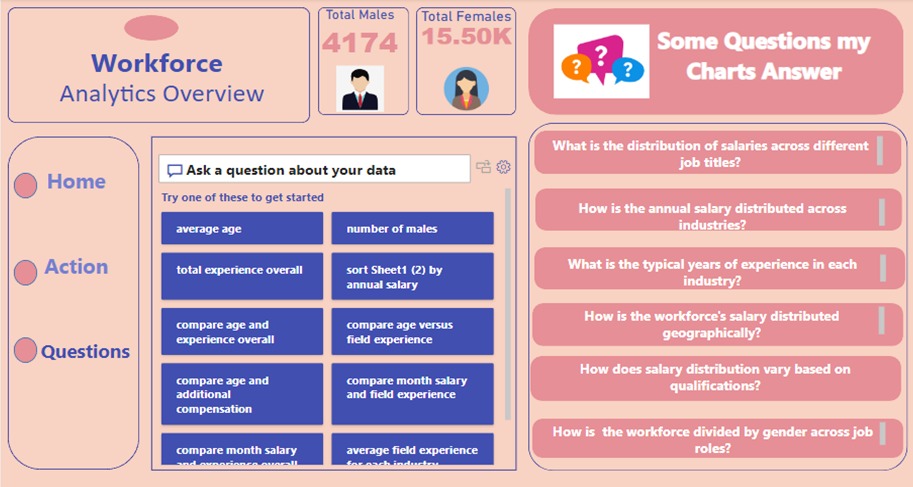 Workforce
Analytics Overview
Total Males
4174
Total Females
15.50K
? ? ?
Some Questions my
Charts Answer
Home
Action
Questions
Ask a question about your data
Try one of these to get started
average age
number of males
total experience overall
sort Sheet1 (2) by
annual salary
compare age and
experience overall
compare age versus
field experience
compare age and
additional
compensation
compare month salary
and field experience
compare month salary
and experience overall
average field experience
for each industry
What is the distribution of salaries across different
job titles?
How is the annual salary distributed across
industries?
What is the typical years of experience in each
industry?
How is the workforce's salary distributed
geographically?
How does salary distribution vary based on
qualifications?
How is  the workforce divided by gender across job
roles?